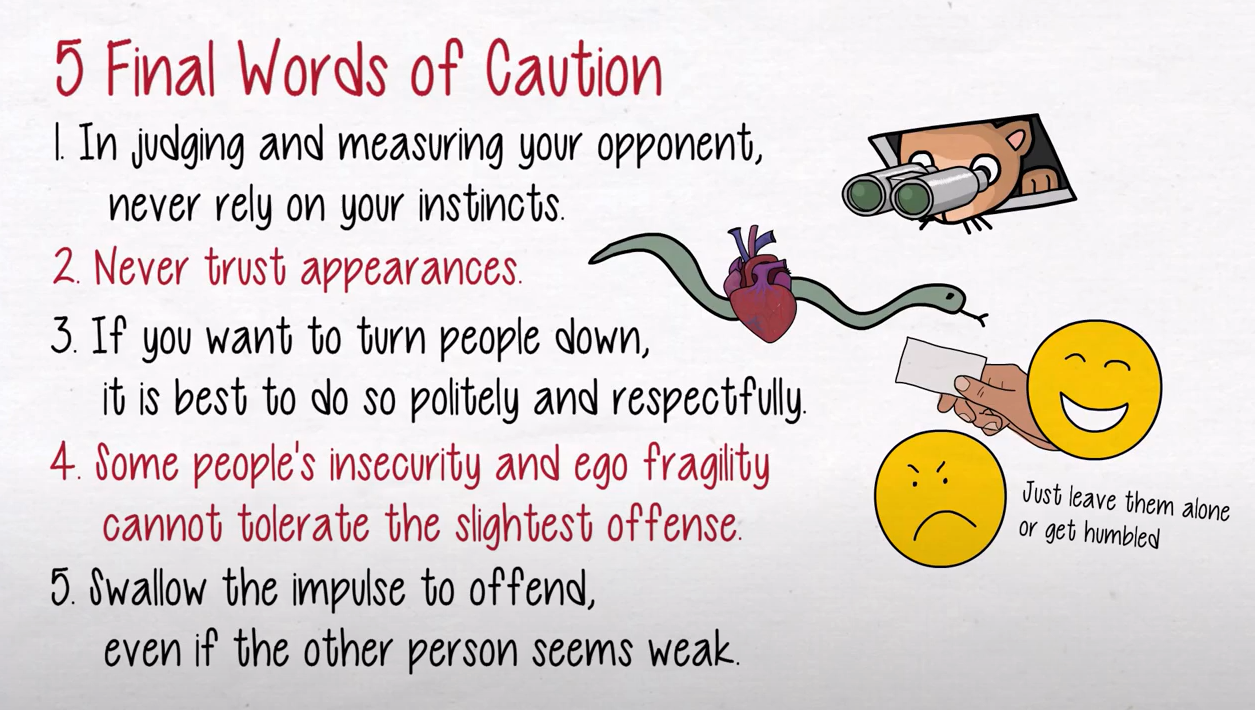 5 Final Words of Caution
1. In judging and measuring your opponent,
never rely on your instincts.
2. Never trust appearances.
3. If you want to turn people down,
it is best to do so politely and respectfully.
4. Some people's insecurity and ego fragility
cannot tolerate the slightest offense.
Just leave them alone
or get humbled
5. Swallow the impulse to offend,
even if the other person seems weak.